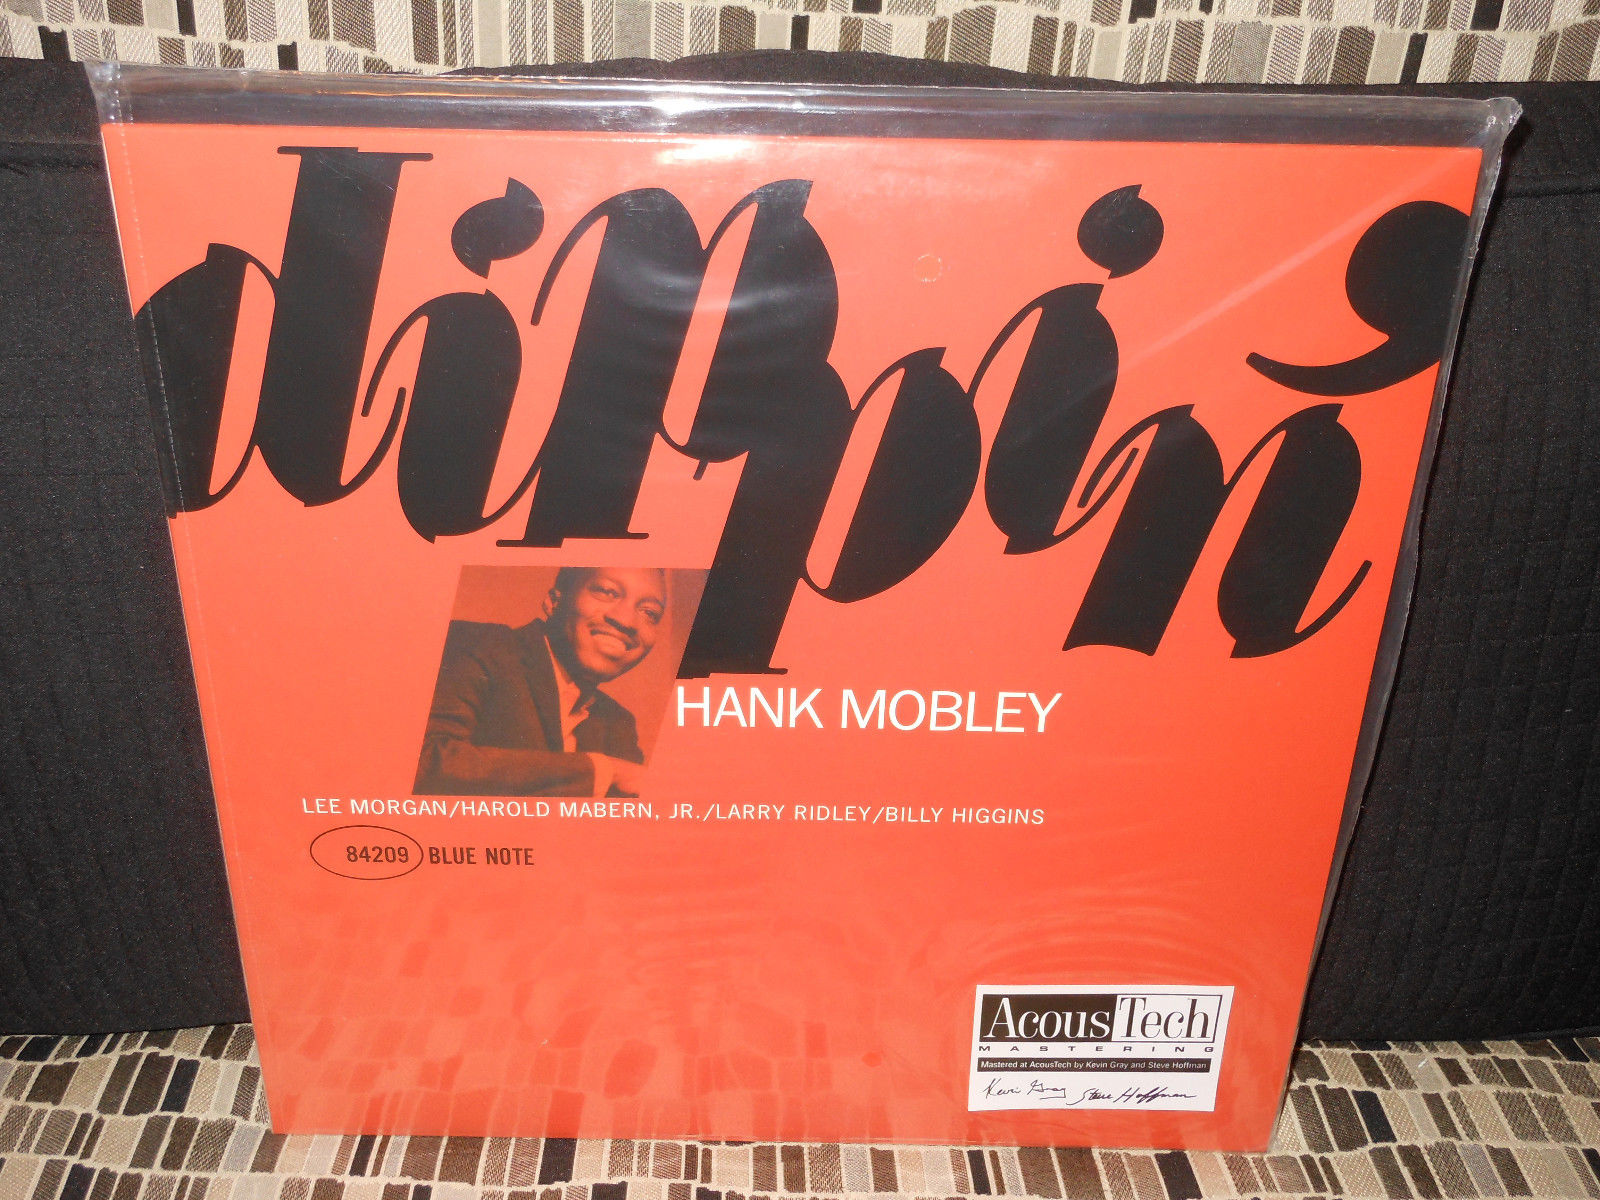 dippin'
HANK MOBLEY
LEE MORGAN/HAROLD MABERN, JR./LARRY RIDLEY/BILLY HIGGINS
84209 BLUE NOTE
AcousTech
MASTERING
Mastered at AcousTech by Kevin Gray and Steve Hoffman
Kevin Gray Steve Hoffman